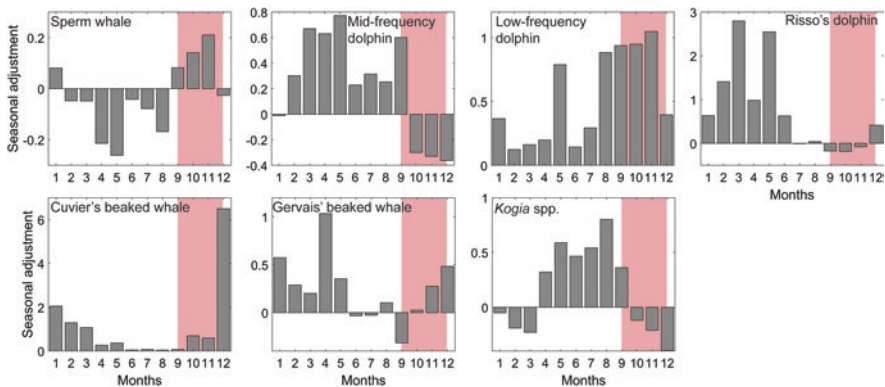 Sperm whale
Seasonal adjustment
0.2
0
-0.2
1 2 3 4 5 6 7 8 9 10 11 12
Mid-frequency
dolphin
0.8
0.6
0.4
0.2
0
-0.2
-0.4
1 2 3 4 5 6 7 8 9 10 11 12
Low-frequency
dolphin
1
0.5
0
1 2 3 4 5 6 7 8 9 10 11 12
Risso's dolphin
3
2
1
0
1 2 3 4 5 6 7 8 9 10 11 12
Months
Cuvier's beaked whale
Seasonal adjustment
6
4
2
0
1 2 3 4 5 6 7 8 9 10 11 12
Months
Gervais' beaked whale
1
0.5
0
1 2 3 4 5 6 7 8 9 10 11 12
Months
Kogia spp.
1
0.5
0
1 2 3 4 5 6 7 8 9 10 11 12
Months